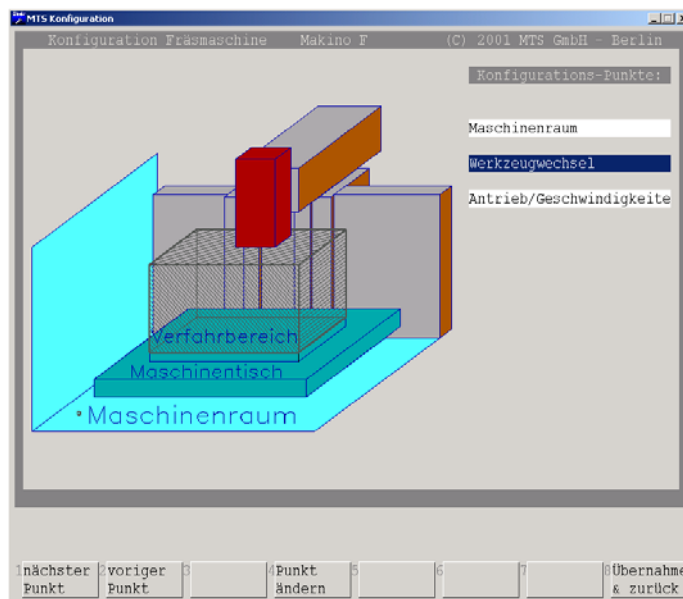 MTS Konfiguration
Konfiguration Fräsmaschine Makino F (C) 2001 MTS GmbH - Berlin
Konfigurations-Punkte:
Maschinenraum
Werkzeugwechsel
Antrieb/Geschwindigkeite
Verfahrbereich
Maschinentisch
Maschinenraum
1 nächster Punkt
2 voriger Punkt
3
4 Punkt ändern
5
6
7
8 Übernahme & zurück